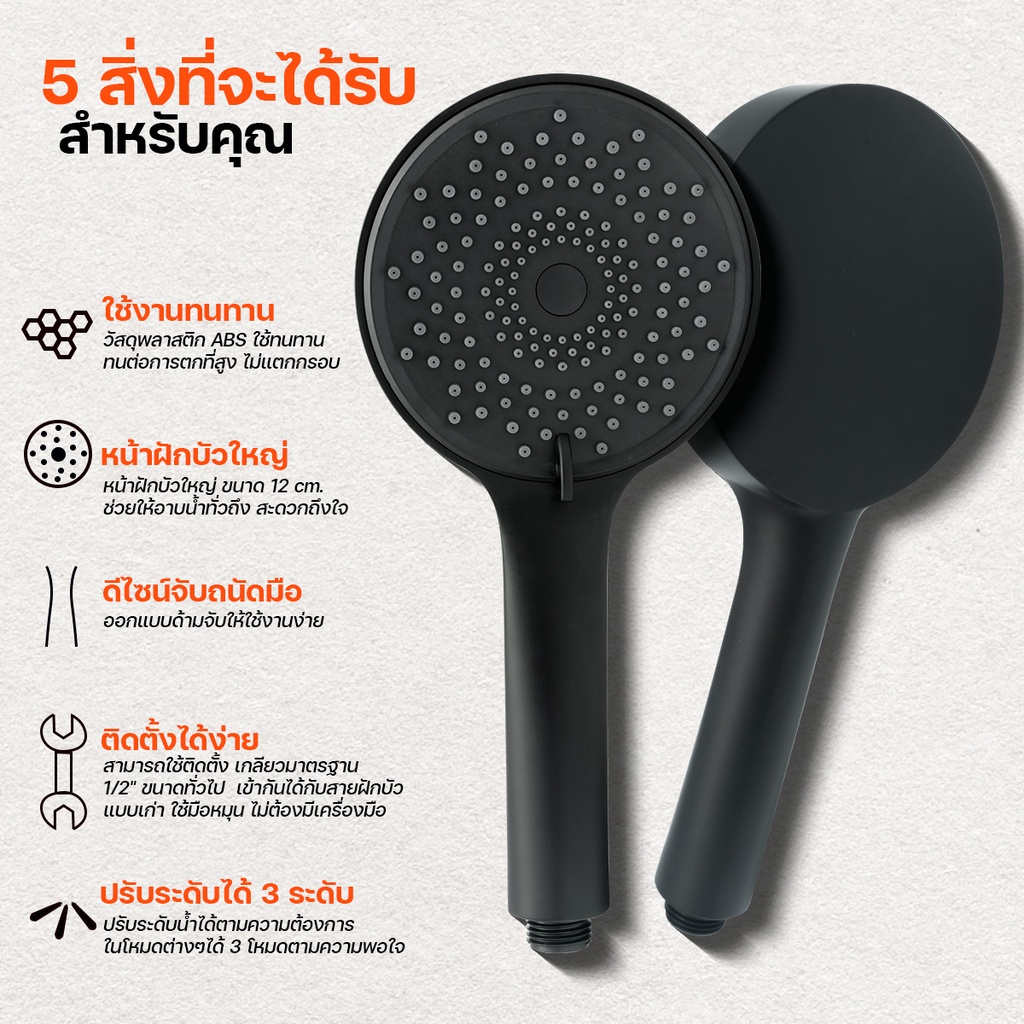 5 สิ่งที่จะได้รับ
สำหรับคุณ
ใช้งานทนทาน
วัสดุพลาสติก ABS ใช้ทนทาน
ทนต่อการตกที่สูง ไม่แตกกรอบ
หน้าฝักบัวใหญ่
หน้าฝักบัวใหญ่ ขนาด 12 cm.
ช่วยให้อาบน้ำทั่วถึง สะดวกถึงใจ
ดีไซน์จับถนัดมือ
ออกแบบด้ามจับให้ใช้งานง่าย
ติดตั้งได้ง่าย
สามารถใช้ติดตั้ง เกลียวมาตรฐาน
1/2" ขนาดทั่วไป เข้ากันได้กับสายฝักบัว
แบบเก่า ใช้มือหมุน ไม่ต้องมีเครื่องมือ
ปรับระดับได้ 3 ระดับ
ปรับระดับน้ำได้ตามความต้องการ
ในโหมดต่างๆได้ 3 โหมดตามความพอใจ